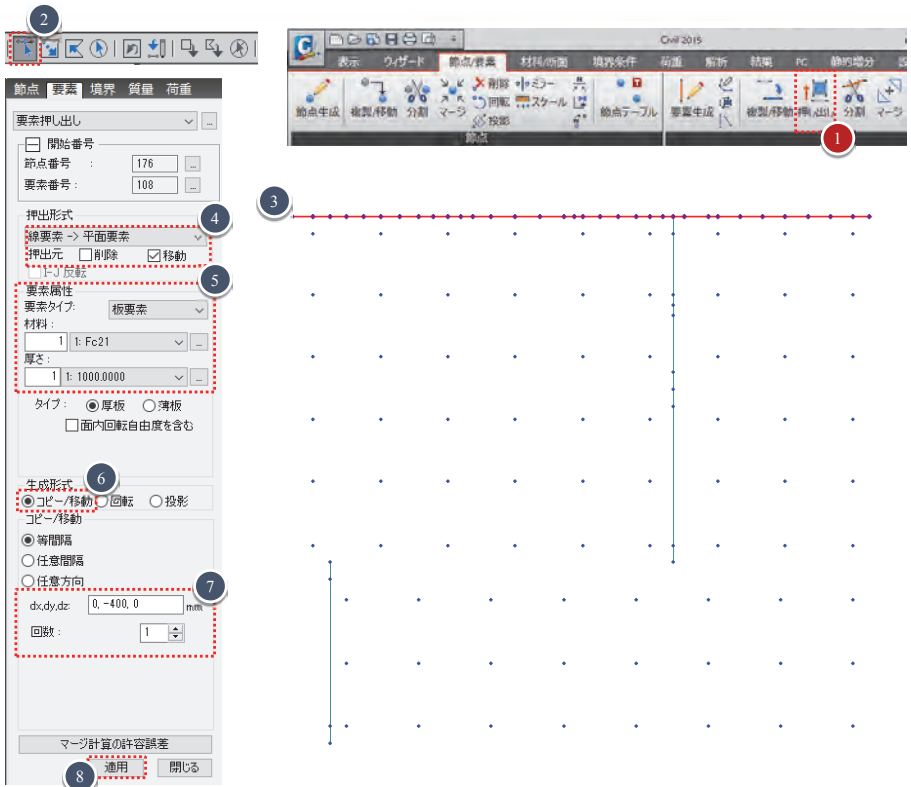 2
Civil 2015
表示 ウィザード 節点/要素 材料/断面 境界条件 荷重 解析 結果 PC 静的増分
削除 ミラー
回転 スケール
節点生成 複製/移動 分割 マージ 投影 節点テーブル 要素生成 複製/移動 押し出し 分割 マージ
節点
1
節点 要素 境界 質量 荷重
要素押し出し
開始番号
節点番号 : 176
要素番号 : 108
3
押出形式
4
線要素 -> 平面要素
押出元 削除 移動
I-J 反転
5
要素属性
要素タイプ: 板要素
材料 :
1 1: Fc21
厚さ :
1 1: 1000.0000
タイプ : 厚板 薄板
面内回転自由度を含む
6
生成形式
コピー/移動 回転 投影
コピー/移動
等間隔
任意間隔
任意方向
7
dx,dy,dz: 0, -400, 0 mm
回数 : 1
マージ計算の許容誤差
8
適用 閉じる